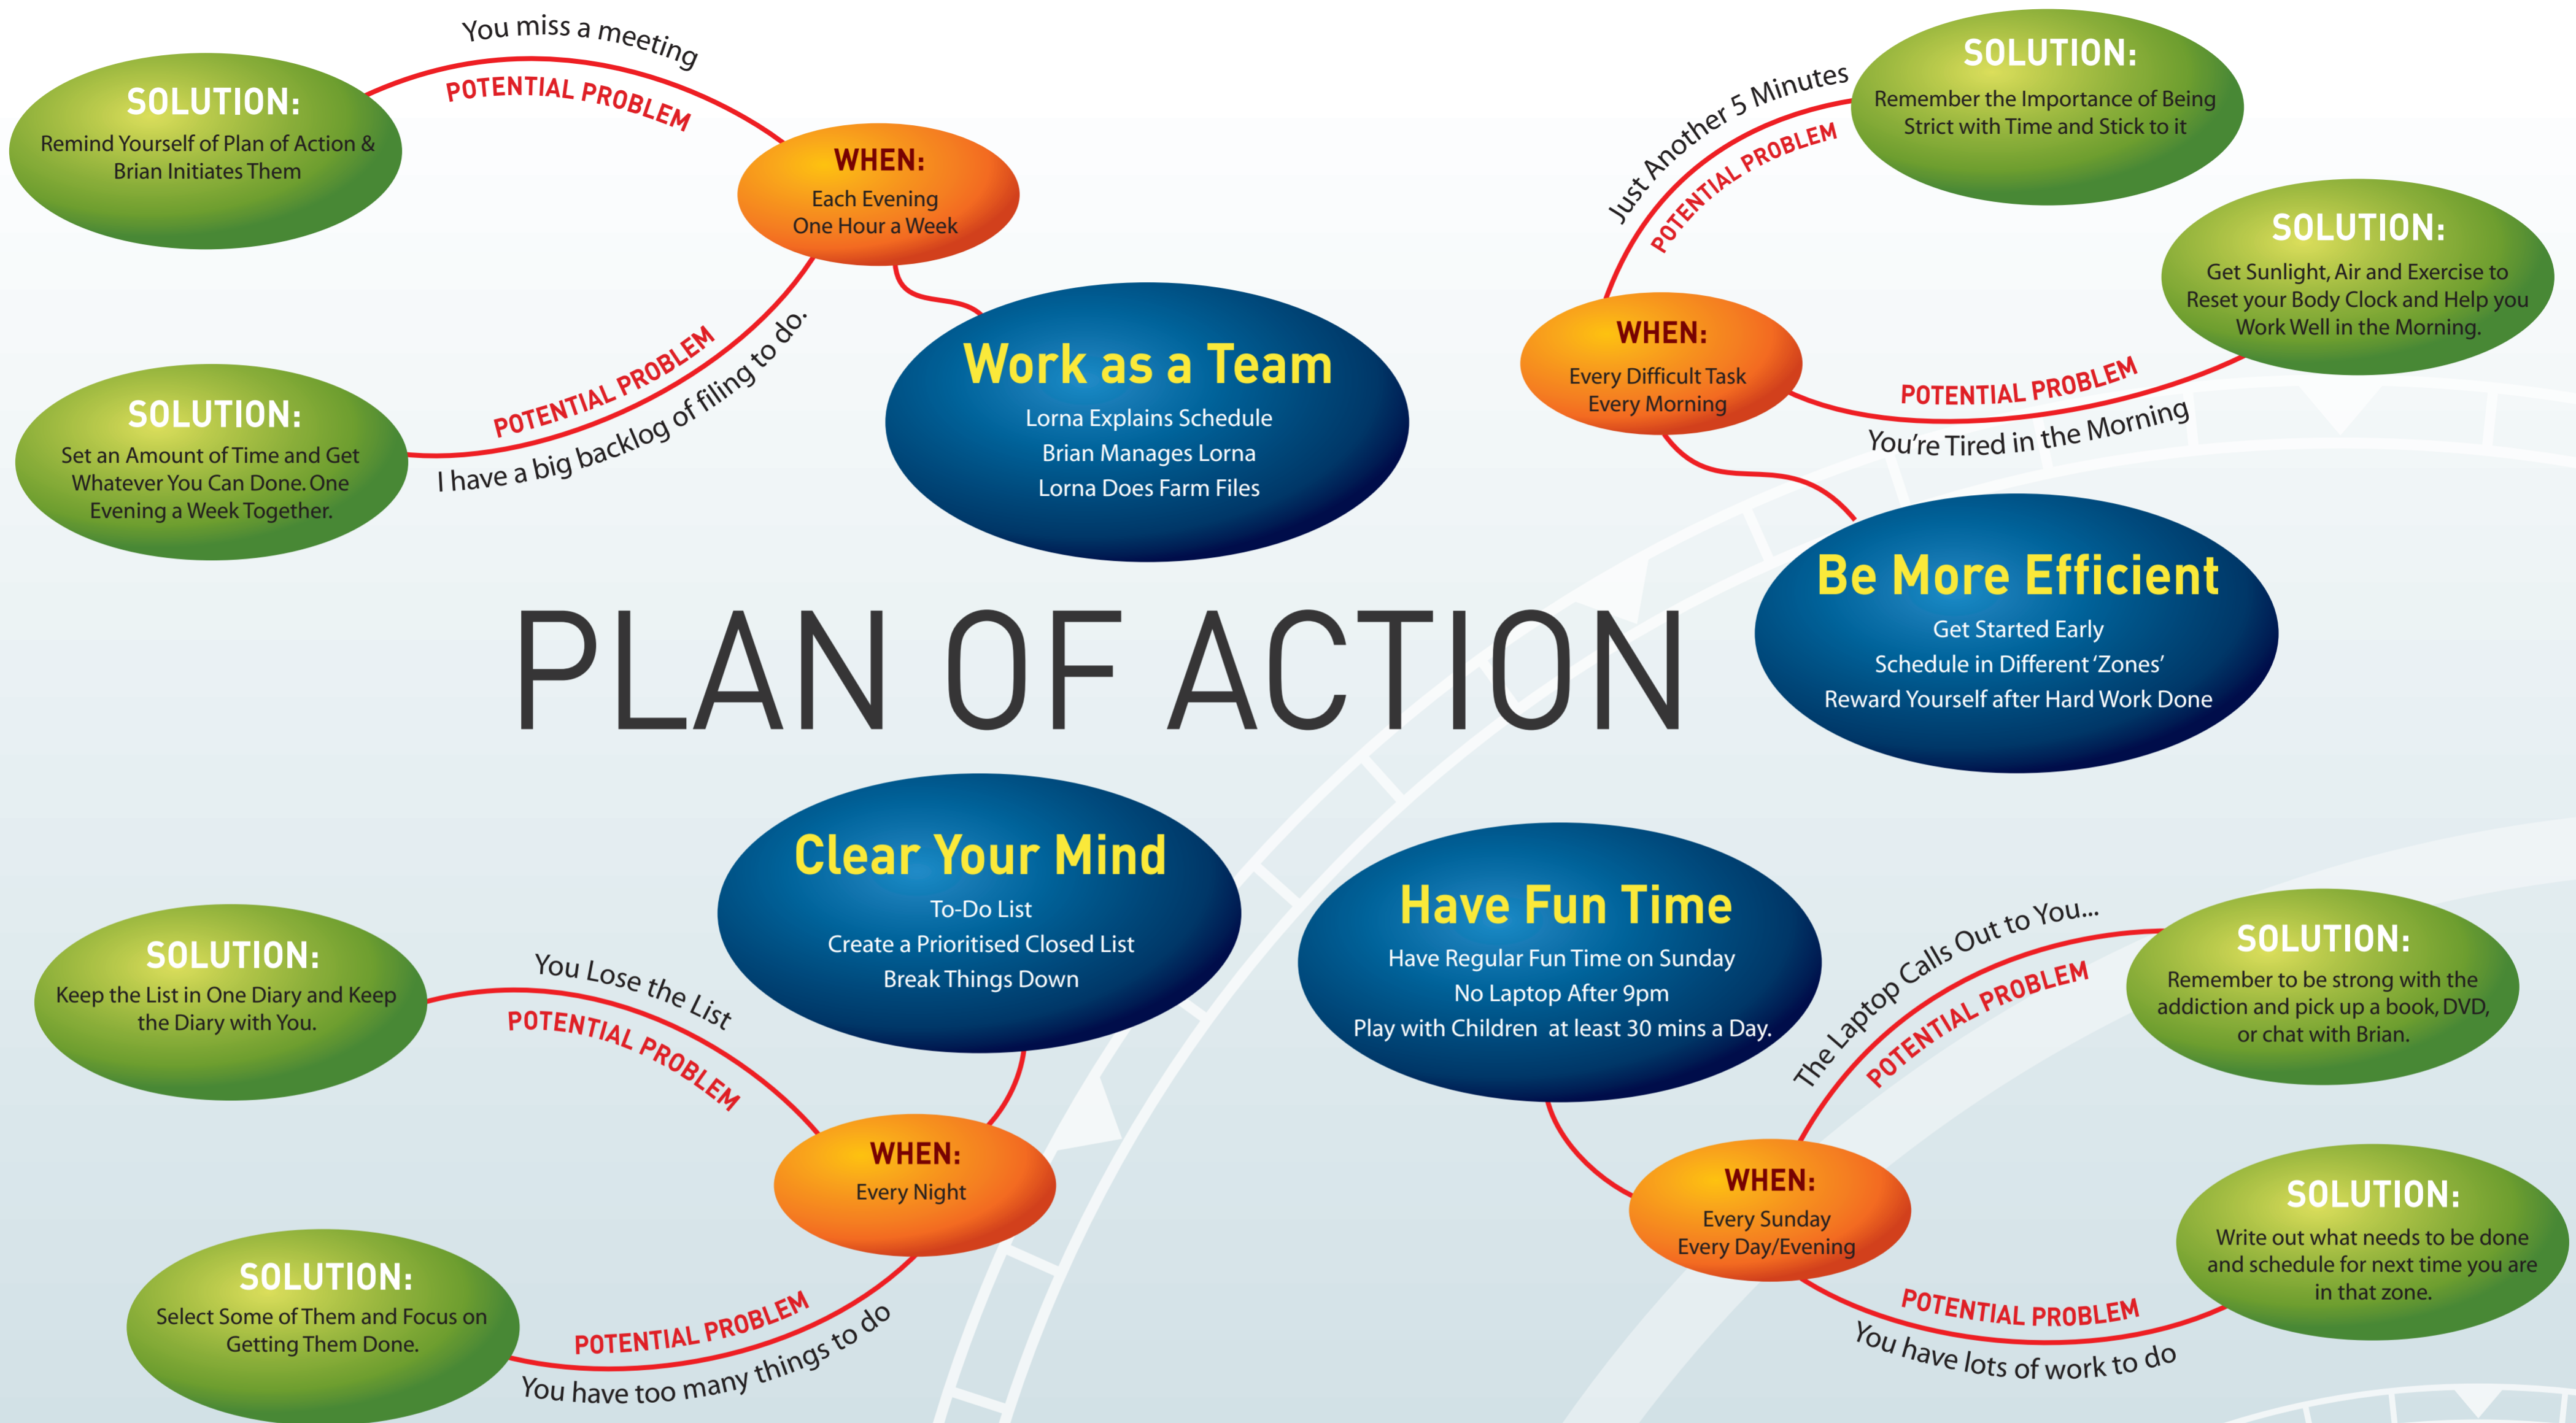 You miss a meeting
POTENTIAL PROBLEM
SOLUTION:
Remind Yourself of Plan of Action &
Brian Initiates Them
WHEN:
Each Evening
One Hour a Week
POTENTIAL PROBLEM
I have a big backlog of filing to do.
SOLUTION:
Set an Amount of Time and Get
Whatever You Can Done. One
Evening a Week Together.
Work as a Team
Lorna Explains Schedule
Brian Manages Lorna
Lorna Does Farm Files
Just Another 5 Minutes
POTENTIAL PROBLEM
SOLUTION:
Remember the Importance of Being
Strict with Time and Stick to it
SOLUTION:
Get Sunlight, Air and Exercise to
Reset your Body Clock and Help you
Work Well in the Morning.
WHEN:
Every Difficult Task
Every Morning
POTENTIAL PROBLEM
You're Tired in the Morning
Be More Efficient
Get Started Early
Schedule in Different ‘Zones’
Reward Yourself after Hard Work Done
PLAN OF ACTION
Clear Your Mind
To-Do List
Create a Prioritised Closed List
Break Things Down
You Lose the List
POTENTIAL PROBLEM
SOLUTION:
Keep the List in One Diary and Keep
the Diary with You.
WHEN:
Every Night
SOLUTION:
Select Some of Them and Focus on
Getting Them Done.
POTENTIAL PROBLEM
You have too many things to do
Have Fun Time
Have Regular Fun Time on Sunday
No Laptop After 9pm
Play with Children at least 30 mins a Day.
The Laptop Calls Out to You...
POTENTIAL PROBLEM
SOLUTION:
Remember to be strong with the
addiction and pick up a book, DVD,
or chat with Brian.
WHEN:
Every Sunday
Every Day/Evening
SOLUTION:
Write out what needs to be done
and schedule for next time you are
in that zone.
POTENTIAL PROBLEM
You have lots of work to do